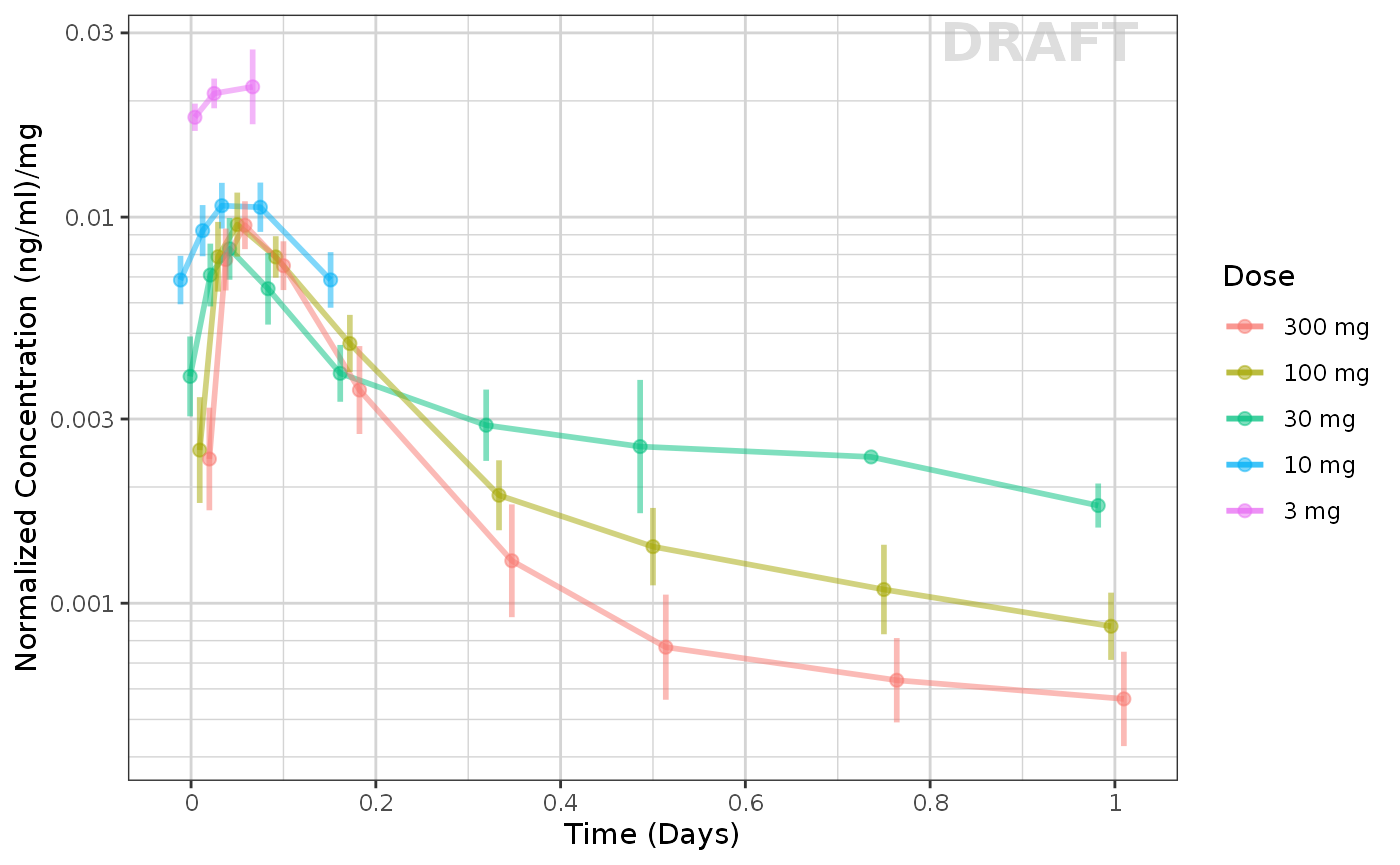 DRAFT
0.03
0.01
0.003
0.001
Normalized Concentration (ng/ml)/mg
0
0.2
0.4
0.6
0.8
1
Time (Days)
Dose
300 mg
100 mg
30 mg
10 mg
3 mg